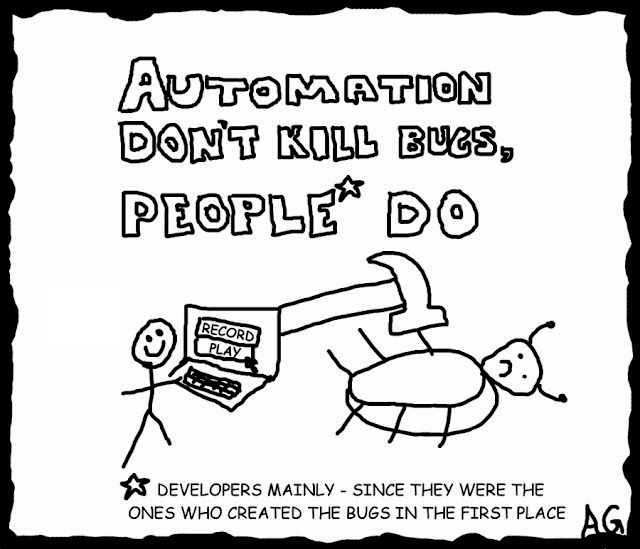 AUTOMATION
DON'T KILL BUGS,
PEOPLE* DO
RECORD
PLAY
* DEVELOPERS MAINLY - SINCE THEY WERE THE
ONES WHO CREATED THE BUGS IN THE FIRST PLACE
AG